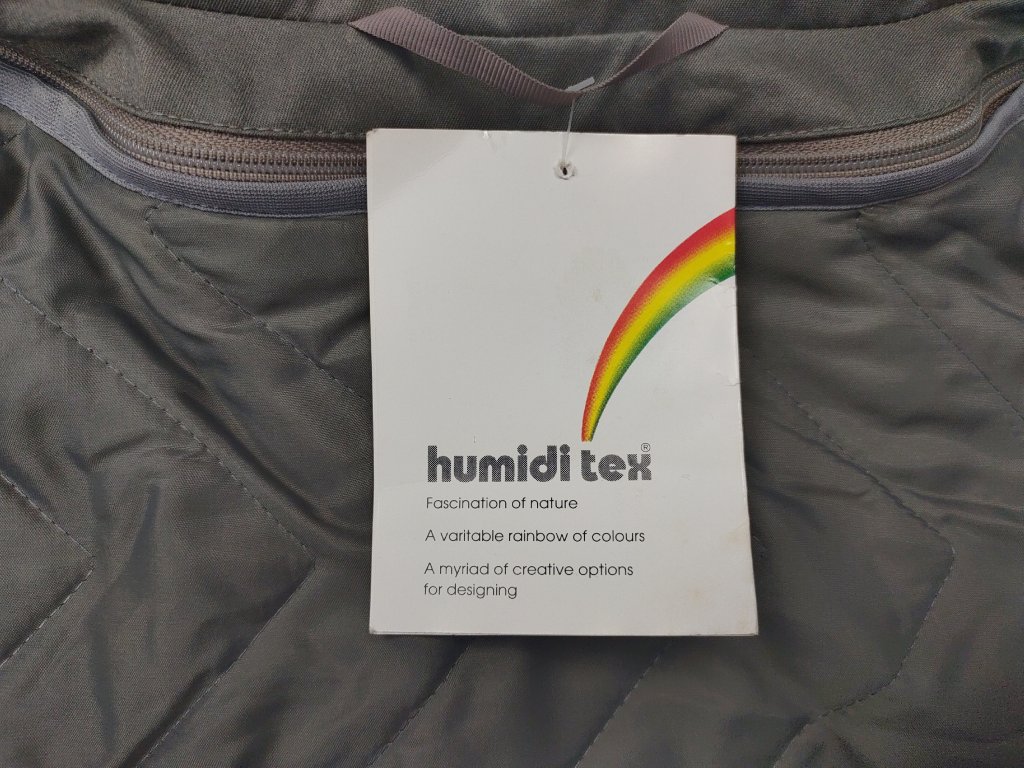 humidi tex®
Fascination of nature
A varitable rainbow of colours
A myriad of creative options
for designing